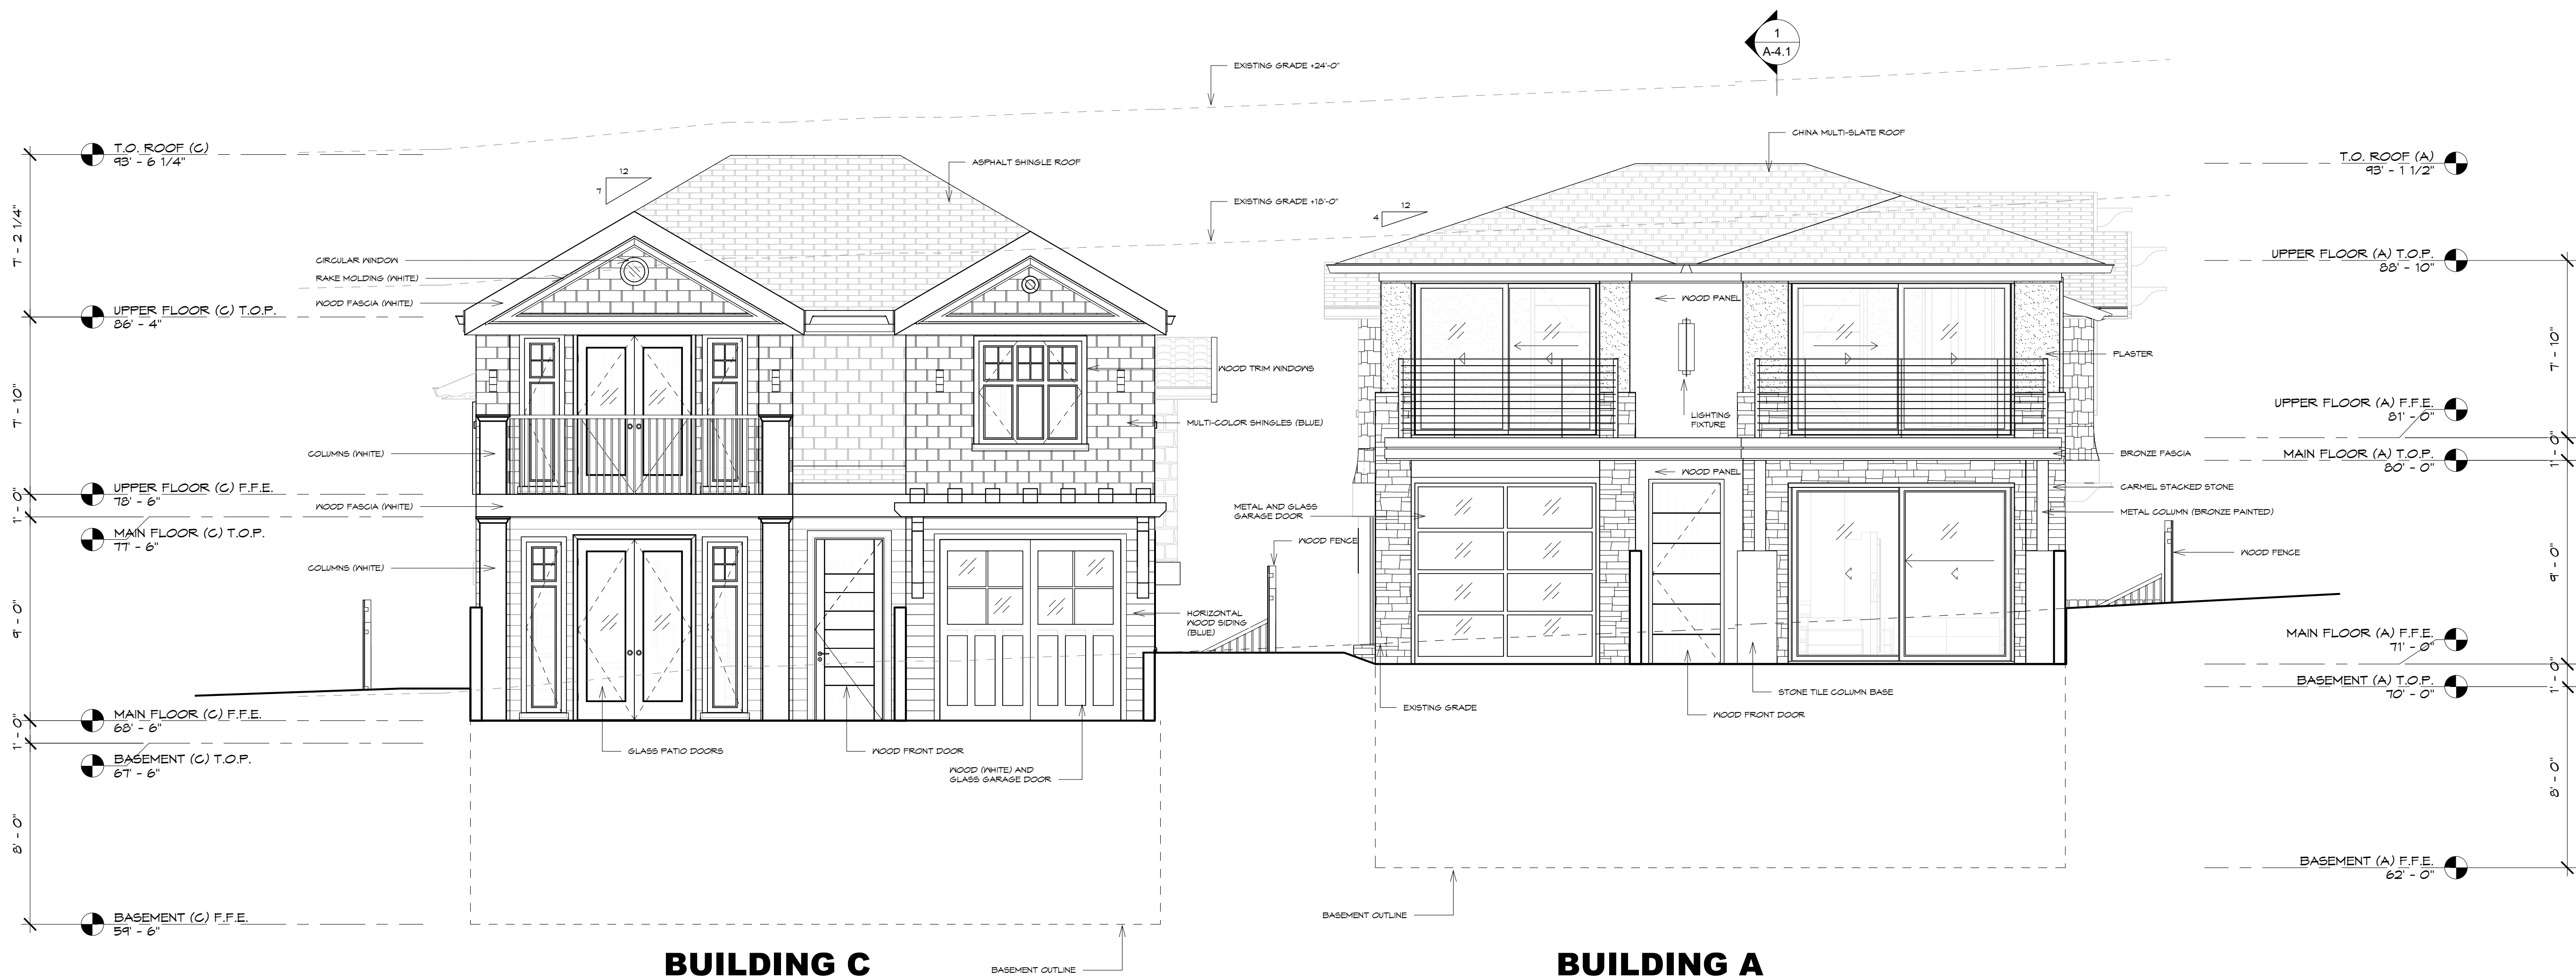 1
A-4.1
EXISTING GRADE +24'-0"
CHINA MULTI-SLATE ROOF
T.O. ROOF (C)
93' - 6 1/4"
ASPHALT SHINGLE ROOF
T.O. ROOF (A)
93' - 1 1/2"
12
7
EXISTING GRADE +18'-0"
12
4
7' - 2 1/4"
CIRCULAR WINDOW
RAKE MOLDING (WHITE)
WOOD FASCIA (WHITE)
UPPER FLOOR (A) T.O.P.
88' - 10"
WOOD PANEL
UPPER FLOOR (C) T.O.P.
86' - 4"
PLASTER
7' - 10"
WOOD TRIM WINDOWS
7' - 10"
LIGHTING
FIXTURE
UPPER FLOOR (A) F.F.E.
81' - 0"
MULTI-COLOR SHINGLES (BLUE)
COLUMNS (WHITE)
1' - 0"
BRONZE FASCIA
MAIN FLOOR (A) T.O.P.
80' - 0"
WOOD PANEL
UPPER FLOOR (C) F.F.E.
78' - 6"
CARMEL STACKED STONE
1' - 0"
WOOD FASCIA (WHITE)
METAL AND GLASS
GARAGE DOOR
METAL COLUMN (BRONZE PAINTED)
MAIN FLOOR (C) T.O.P.
77' - 6"
WOOD FENCE
WOOD FENCE
COLUMNS (WHITE)
9' - 0"
9' - 0"
HORIZONTAL
WOOD SIDING
(BLUE)
MAIN FLOOR (A) F.F.E.
71' - 0"
1' - 0"
BASEMENT (A) T.O.P.
70' - 0"
STONE TILE COLUMN BASE
EXISTING GRADE
WOOD FRONT DOOR
MAIN FLOOR (C) F.F.E.
68' - 6"
1' - 0"
GLASS PATIO DOORS
WOOD FRONT DOOR
BASEMENT (C) T.O.P.
67' - 6"
WOOD (WHITE) AND
GLASS GARAGE DOOR
8' - 0"
8' - 0"
BASEMENT (A) F.F.E.
62' - 0"
BASEMENT OUTLINE
BASEMENT (C) F.F.E.
59' - 6"
BUILDING C
BASEMENT OUTLINE
BUILDING A